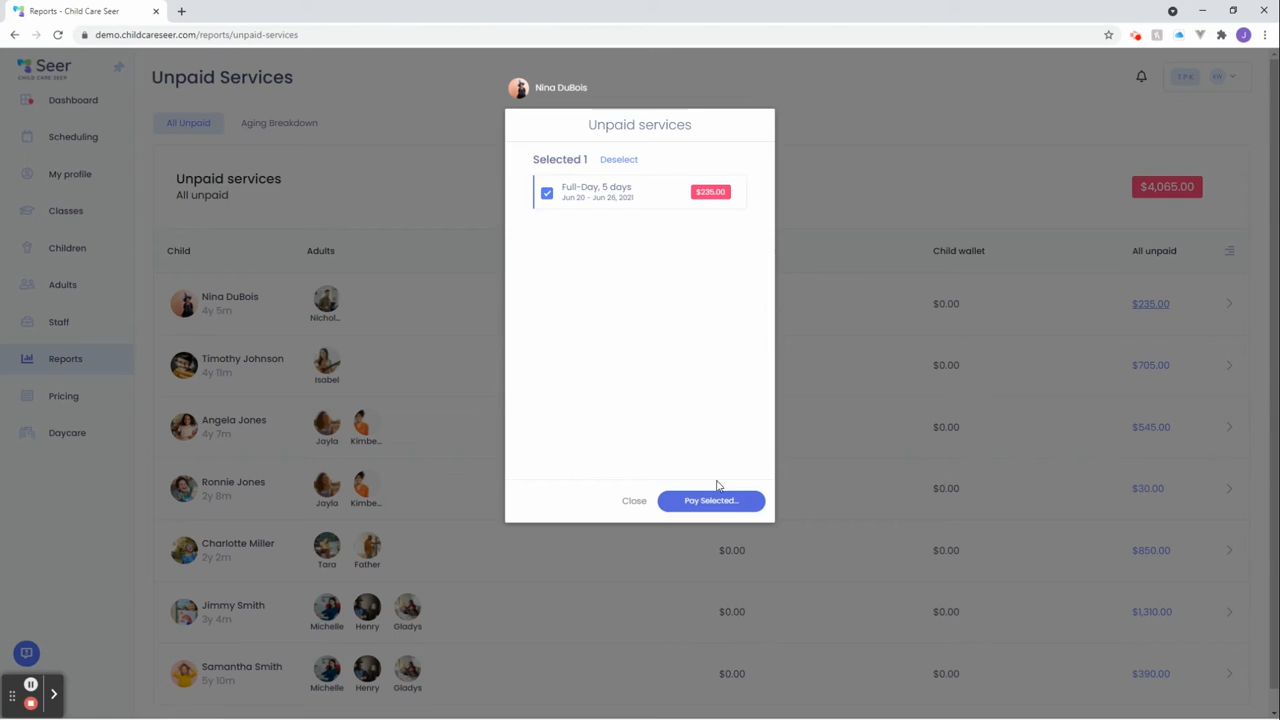 Reports - Child Care Seer
demo.childcareseer.com/reports/unpaid-services
J
Seer
CHILD CARE SEER
Dashboard
Scheduling
My profile
Classes
Children
Adults
Staff
Reports
Pricing
Daycare
Unpaid Services
TPK
KW
All Unpaid
Aging Breakdown
Unpaid services
All unpaid
$4,065.00
Child
Adults
Child wallet
All unpaid
Nina DuBois
4y 5m
Nichol...
$0.00
$235.00
Timothy Johnson
4y 11m
Isabel
$0.00
$705.00
Angela Jones
4y 7m
Jayla
Kimbe...
$0.00
$545.00
Ronnie Jones
2y 8m
Jayla
Kimbe...
$0.00
$30.00
Charlotte Miller
2y 2m
Tara
Father
$0.00
$0.00
$850.00
Jimmy Smith
3y 4m
Michelle
Henry
Gladys
$0.00
$0.00
$1,310.00
Samantha Smith
5y 10m
Michelle
Henry
Gladys
$0.00
$0.00
$390.00
Nina DuBois
Unpaid services
Selected 1
Deselect
Full-Day, 5 days
Jun 20 - Jun 26, 2021
$235.00
Close
Pay Selected...